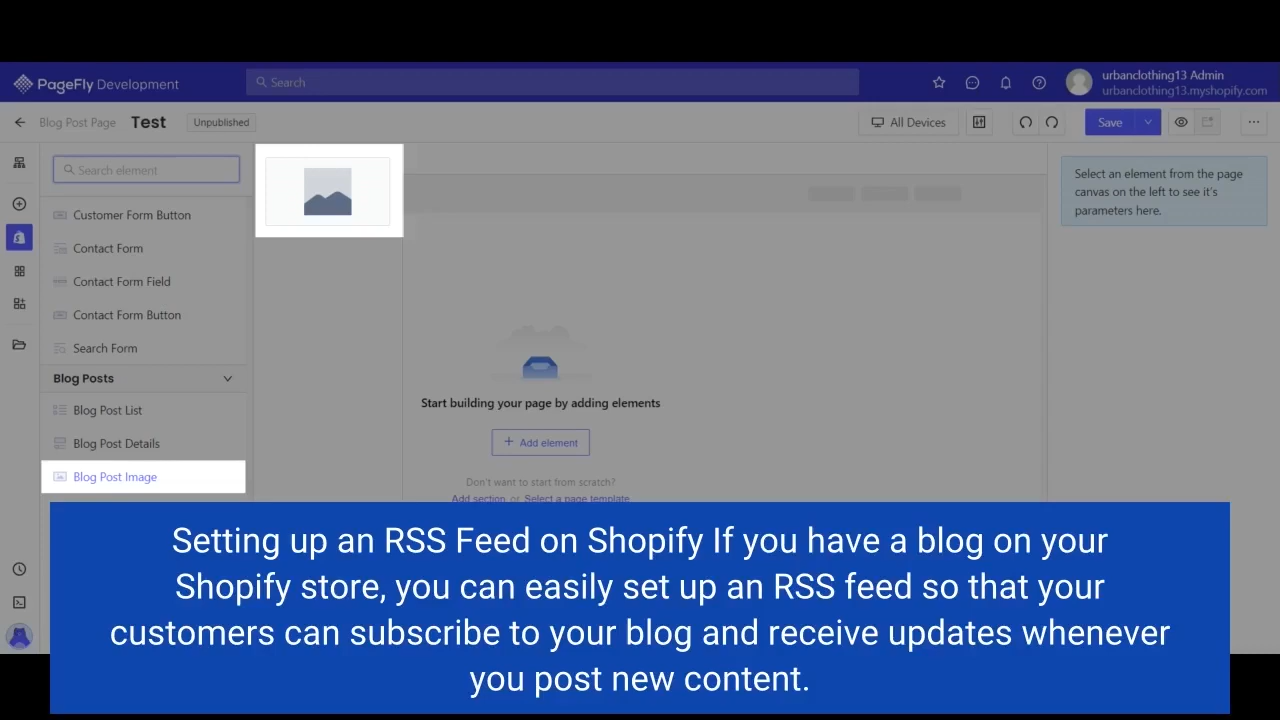 PageFly Development
Search
urbanclothing13 Admin
urbanclothing13.myshopify.com
Blog Post Page
Test
Unpublished
All Devices
Save
Search element
Customer Form Button
Contact Form
Contact Form Field
Contact Form Button
Search Form
Blog Posts
Blog Post List
Blog Post Details
Blog Post Image
Select an element from the page
canvas on the left to see it's
parameters here.
Start building your page by adding elements
+ Add element
Don't want to start from scratch?
Add section or Select a page template
Setting up an RSS Feed on Shopify If you have a blog on your
Shopify store, you can easily set up an RSS feed so that your
customers can subscribe to your blog and receive updates whenever
you post new content.